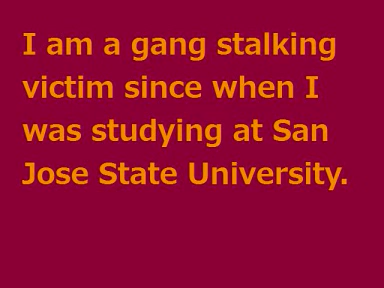 I am a gang stalking
victim since when I
was studying at San
Jose State University.